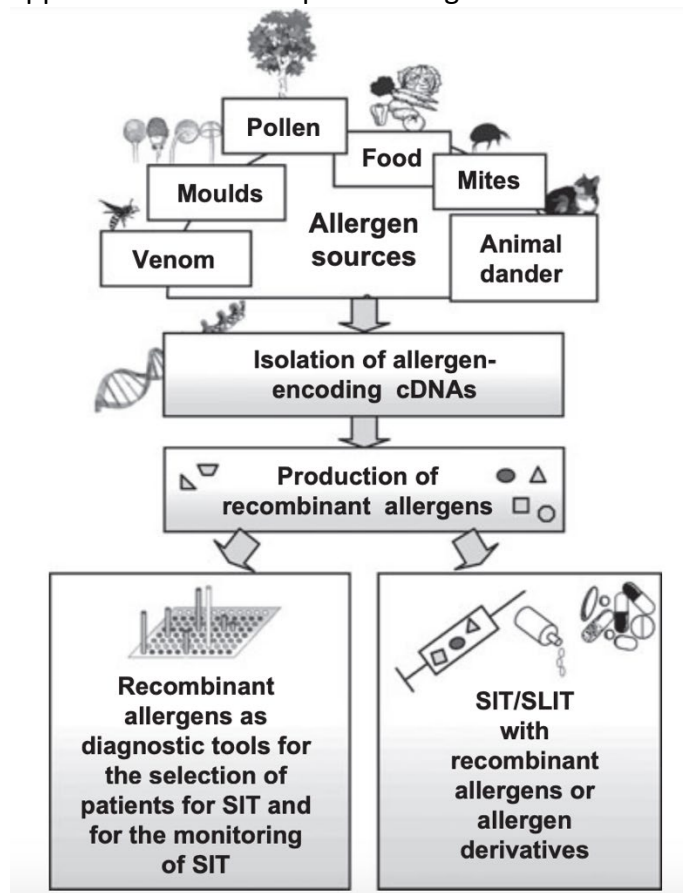 Pollen
Food
Mites
Moulds
Allergen
sources
Animal
dander
Venom
Isolation of allergen-
encoding cDNAs
Production of
recombinant allergens
Recombinant
allergens as
diagnostic tools for
the selection of
patients for SIT and
for the monitoring
of SIT
SIT/SLIT
with
recombinant
allergens or
allergen
derivatives